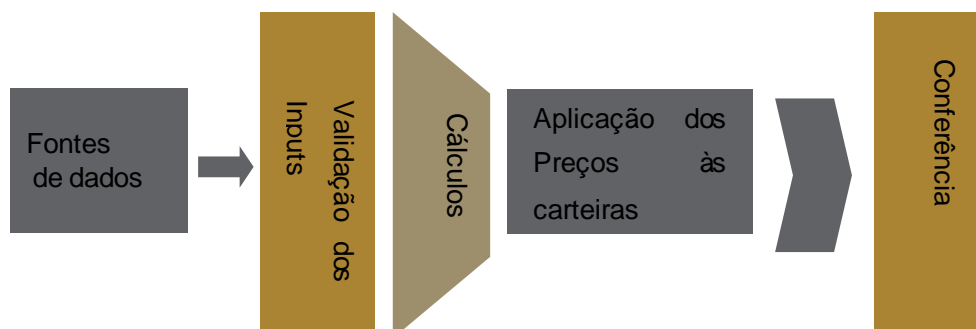 Fontes
de dados
Validação dos
Inputs
Cálculos
Aplicação dos
Preços às
carteiras
Conferência